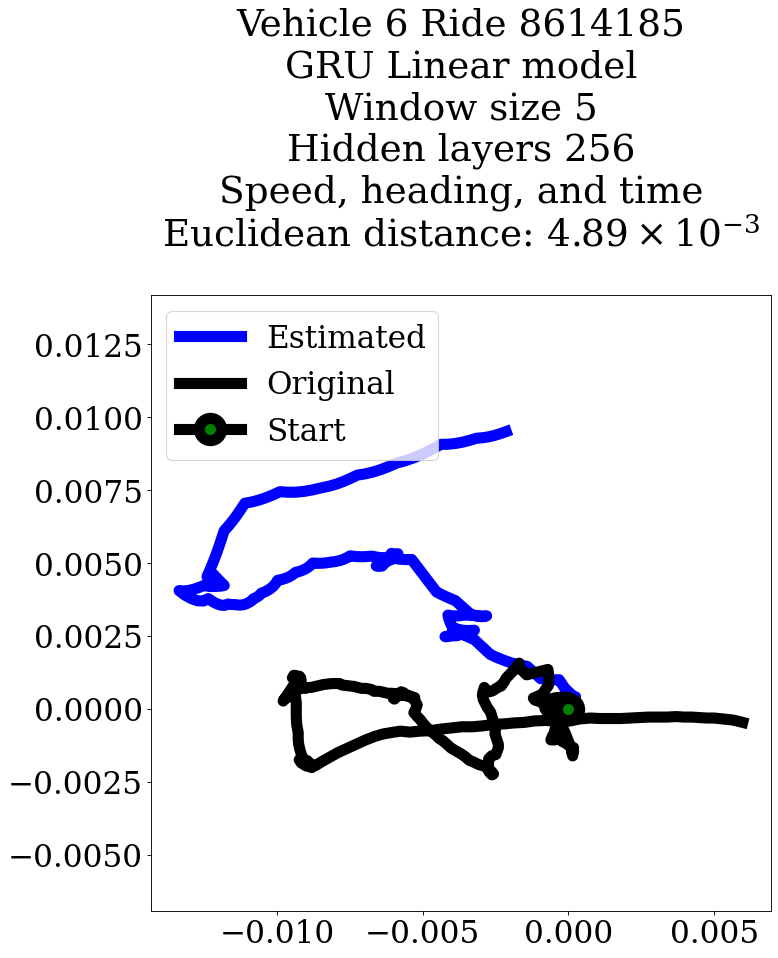 Vehicle 6 Ride 8614185
GRU Linear model
Window size 5
Hidden layers 256
Speed, heading, and time
Euclidean distance: 4.89 × 10⁻³
Estimated
Original
Start
0.0125
0.0100
0.0075
0.0050
0.0025
0.0000
−0.0025
−0.0050
−0.010 −0.005 0.000 0.005